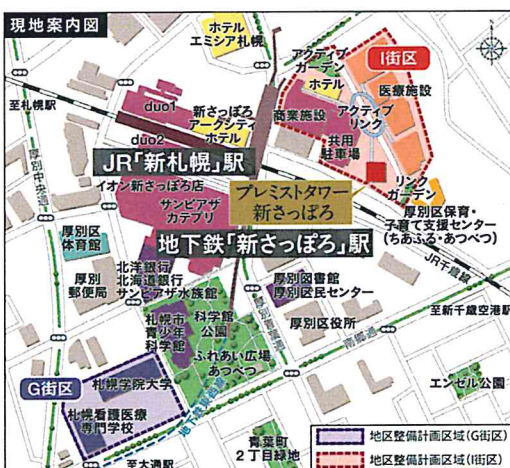 現地案内図
ホテル
エミシア札幌
アクティブ
ガーデン
I街区
ホテル
医療施設
至札幌駅
duo1
新さっぽろ
アークシティ
ホテル
商業施設
アクティブ
リンク
duo2
共用
駐車場
JR「新札幌」駅
厚別中央通
イオン新さっぽろ店
プレミストタワー
新さっぽろ
リンク
ガーデン
サンピアザ
カテプリ
厚別区保育・
子育て支援センター
(ちあふる・あつべつ)
厚別区
体育館
地下鉄「新さっぽろ」駅
JR千歳線
厚別
郵便局
北洋銀行
北海道銀行
サンピアザ水族館
厚別図書館
厚別区民センター
至新千歳空港駅
札幌市
青少年
科学館
科学館
公園
厚別区役所
南郷通
ふれあい広場
あつべつ
G街区
札幌学院大学
エンゼル公園
札幌看護医療
専門学校
地下鉄東西線
青葉町
2丁目緑地
至大通駅
地区整備計画区域(G街区)
地区整備計画区域(I街区)